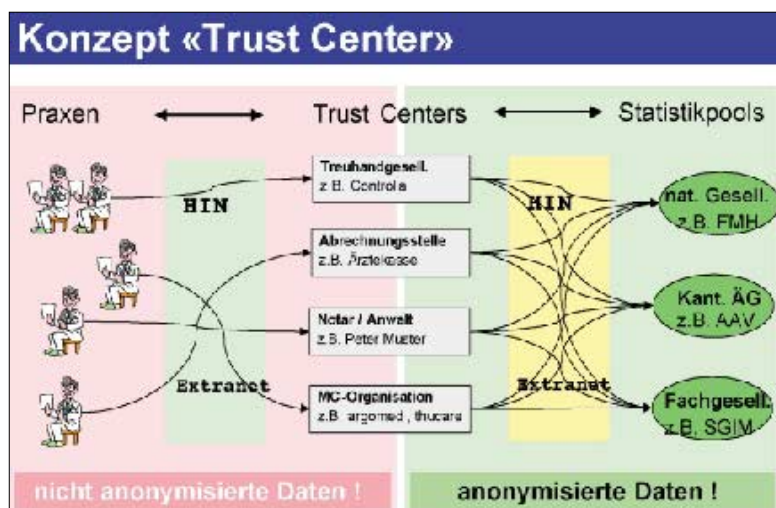 Konzept «Trust Center»
Praxen
Trust Centers
Statistikpools
Treuhandgesell.
z.B. Controlla
HIN
HIN
nat. Gesell.
z.B. FMH
Abrechnungsstelle
z.B. Ärztekasse
Kant. ÄG
z.B. AAV
Notar / Anwalt
z.B. Peter Muster
Extranet
Extranet
MC-Organisation
z.B. argomed, thucare
Fachgesell.
z.B. SGIM
nicht anonymisierte Daten !
anonymisierte Daten !